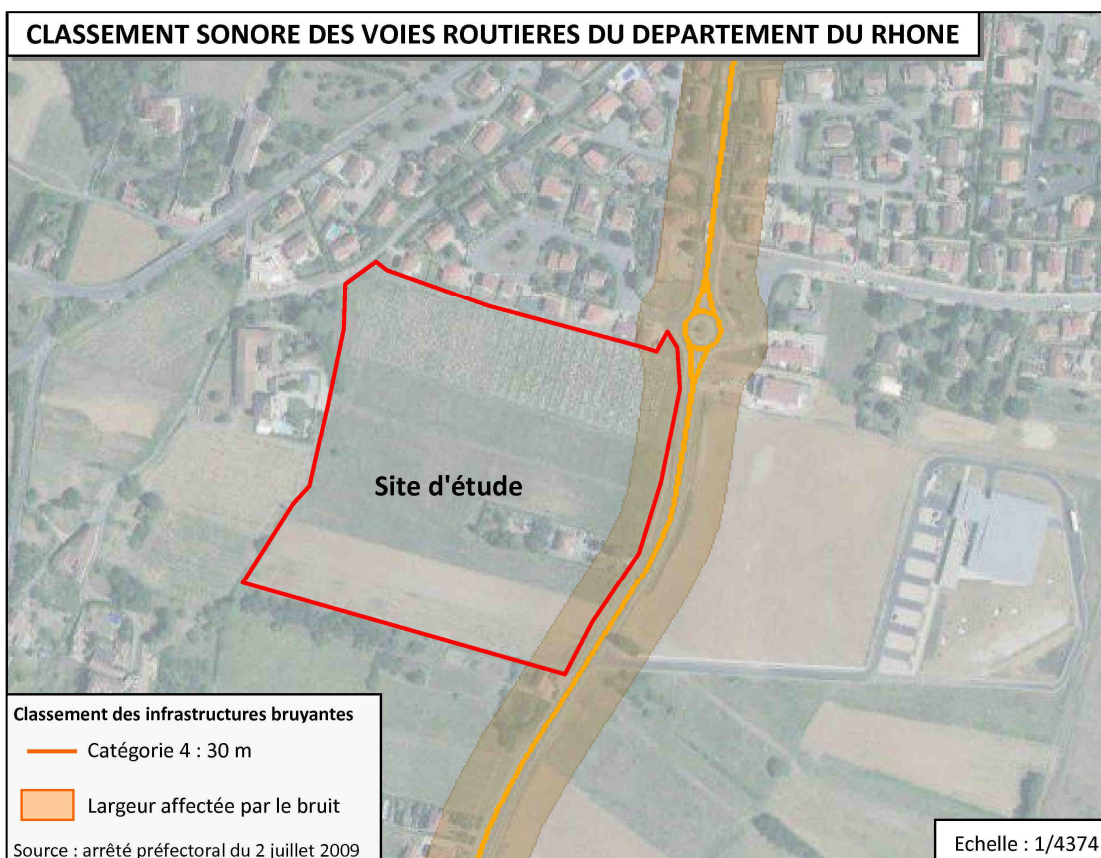 CLASSEMENT SONORE DES VOIES ROUTIERES DU DEPARTEMENT DU RHONE
Site d'étude
Classement des infrastructures bruyantes
Catégorie 4 : 30 m
Largeur affectée par le bruit
Source : arrêté préfectoral du 2 juillet 2009
Echelle : 1/4374